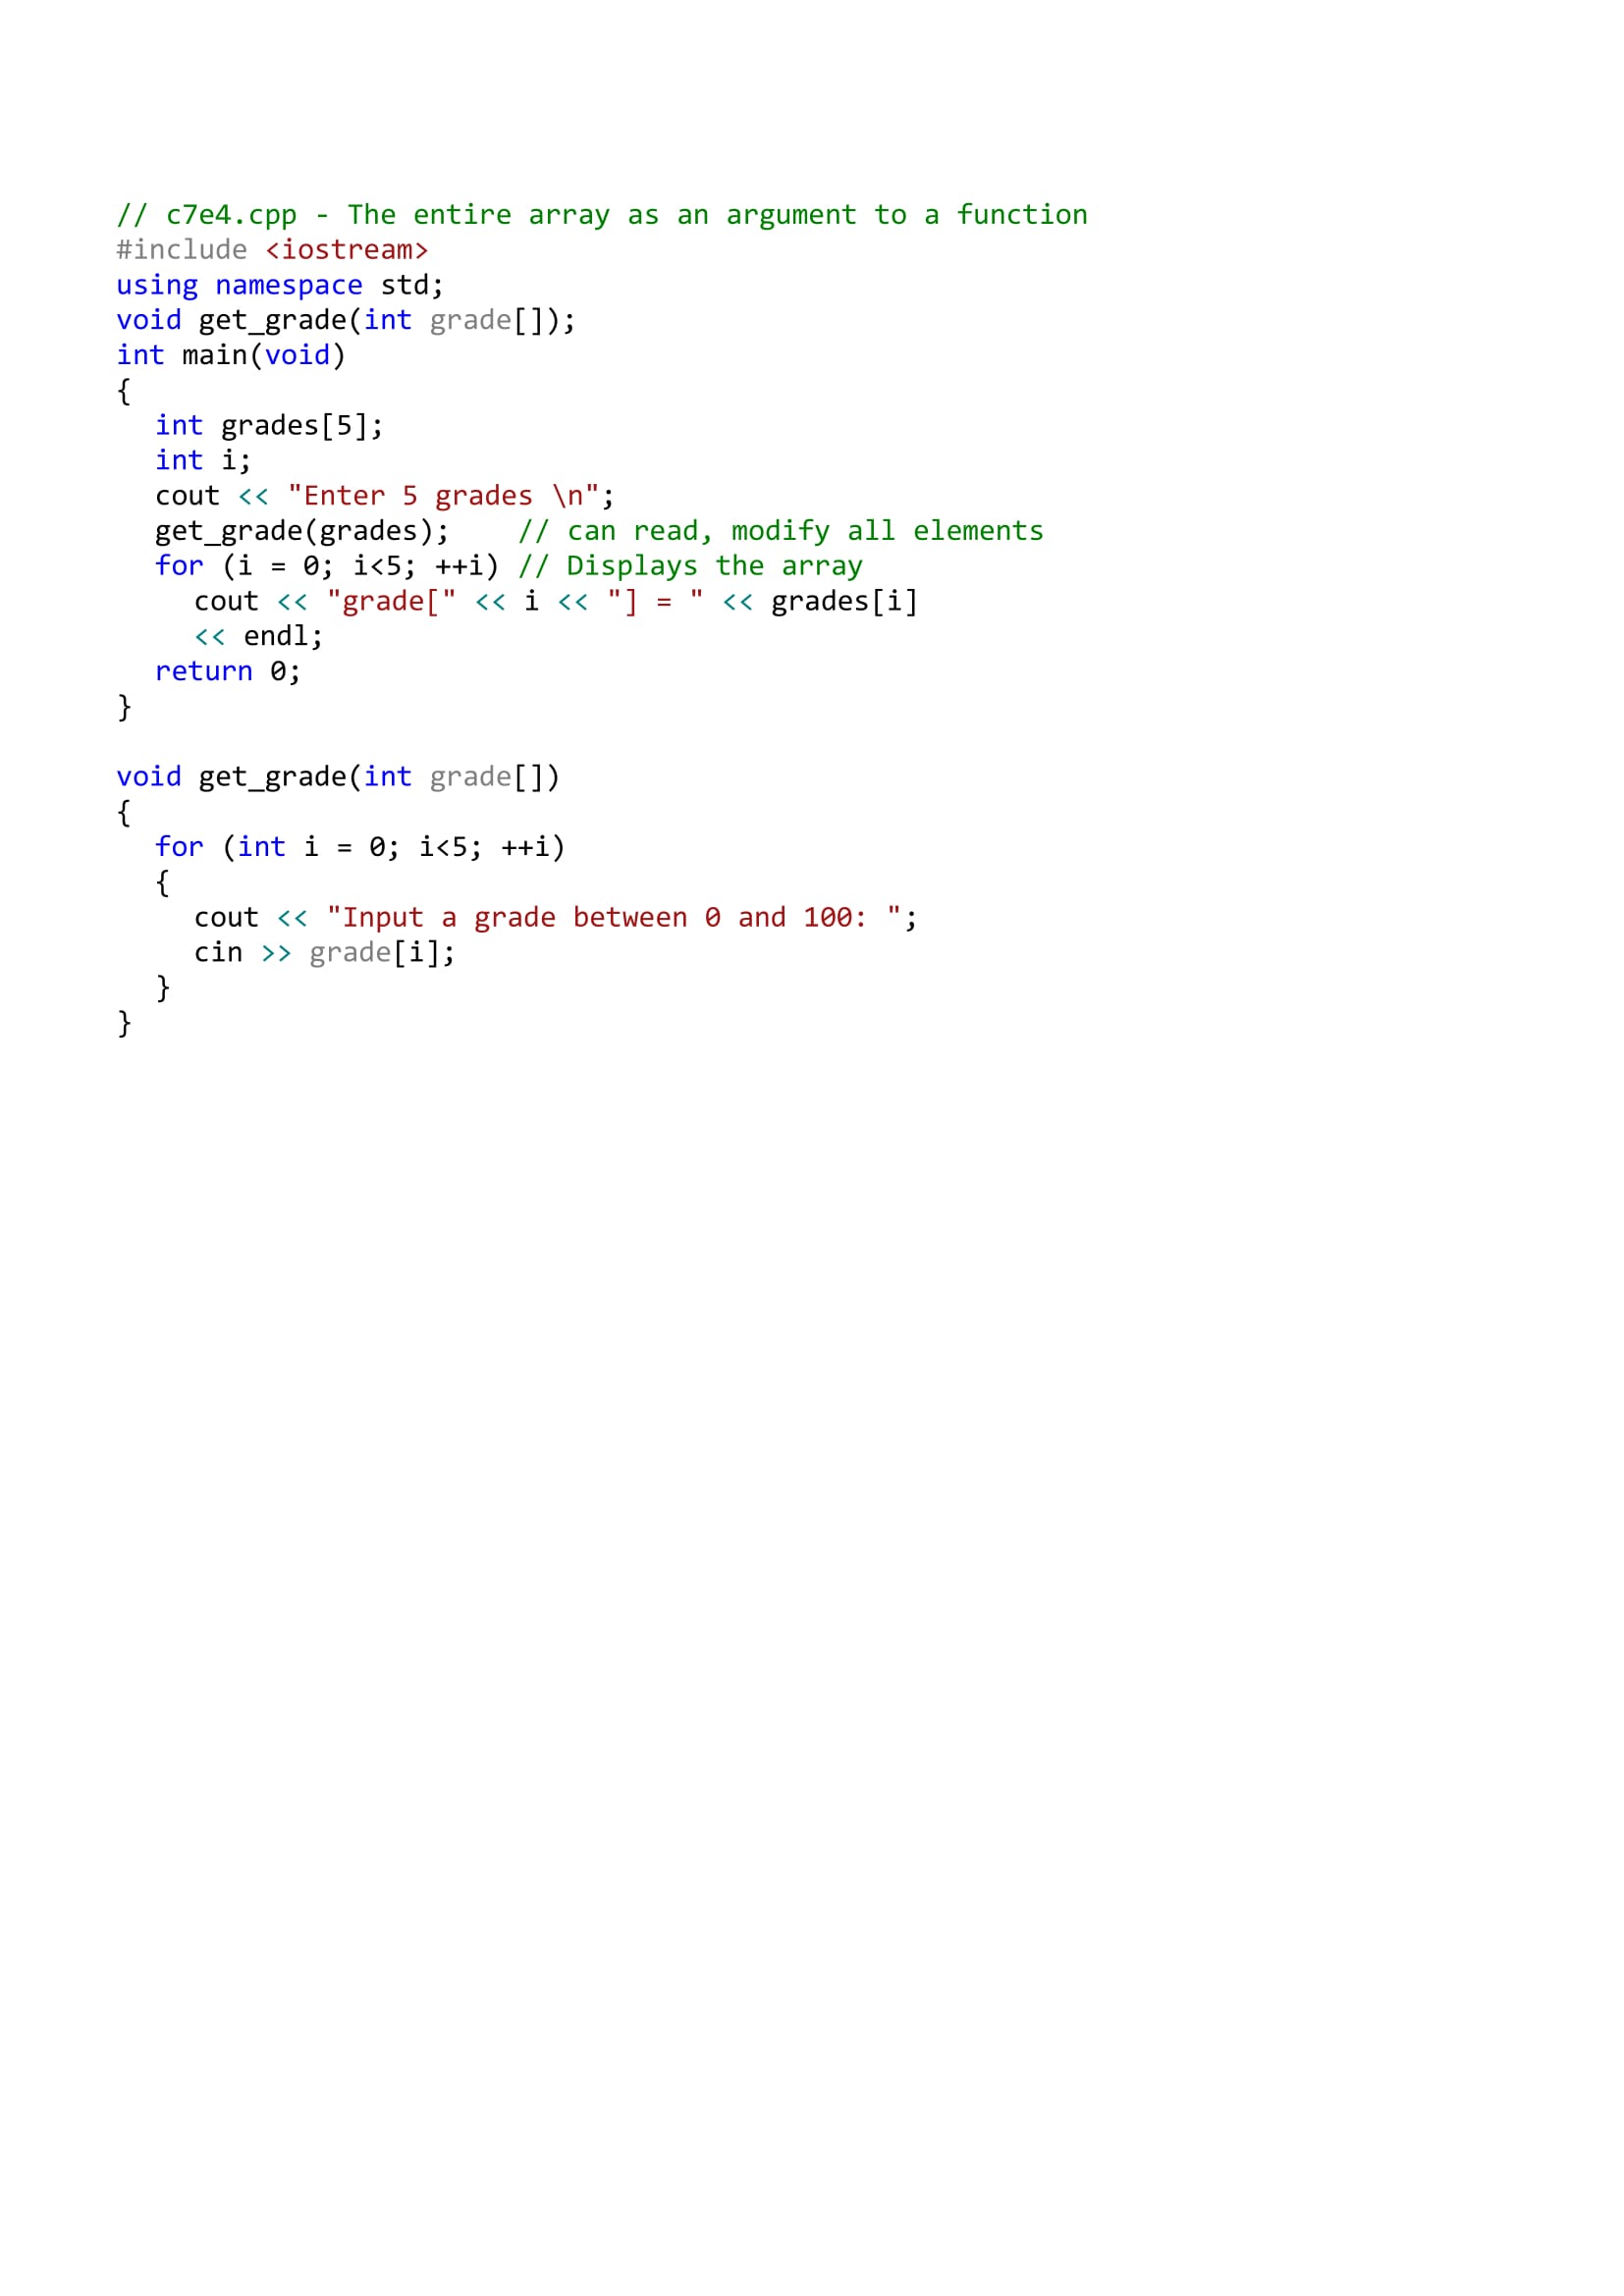 // c7e4.cpp - The entire array as an argument to a function
#include <iostream>
using namespace std;
void get_grade(int grade[]);
int main(void)
{
int grades[5];
int i;
cout << "Enter 5 grades \n";
get_grade(grades); // can read, modify all elements
for (i = 0; i<5; ++i) // Displays the array
cout << "grade[" << i << "] = " << grades[i]
<< endl;
return 0;
}
void get_grade(int grade[])
{
for (int i = 0; i<5; ++i)
{
cout << "Input a grade between 0 and 100: ";
cin >> grade[i];
}
}